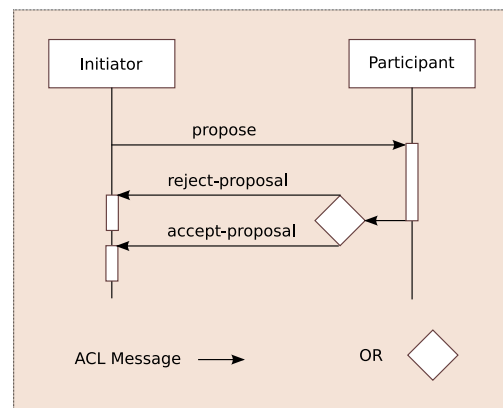 Initiator
Participant
propose
reject-proposal
accept-proposal
ACL Message
OR